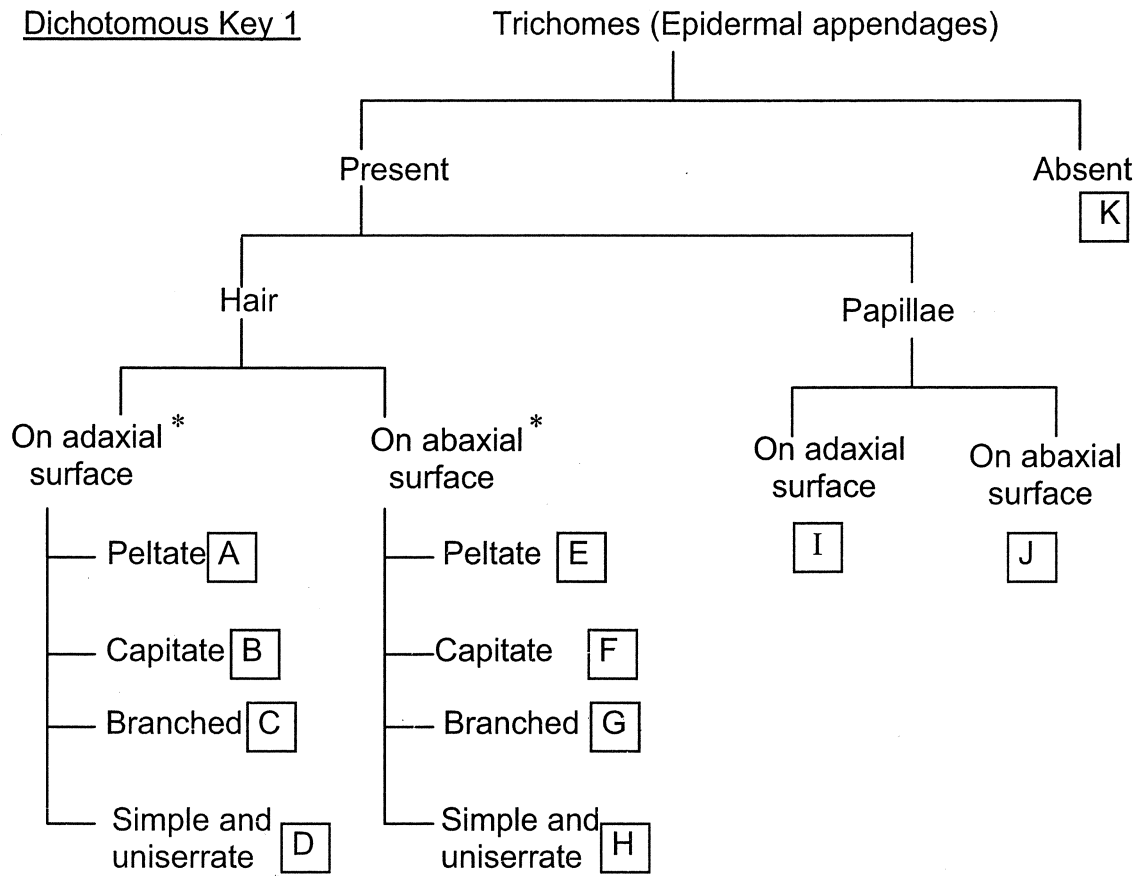 Dichotomous Key 1
Trichomes (Epidermal appendages)
Present
Absent
K
Hair
Papillae
On adaxial *
surface
On abaxial *
surface
On adaxial
surface
On abaxial
surface
I
J
Peltate A
Peltate E
Capitate B
Capitate F
Branched C
Branched G
Simple and
uniserrate D
Simple and
uniserrate H